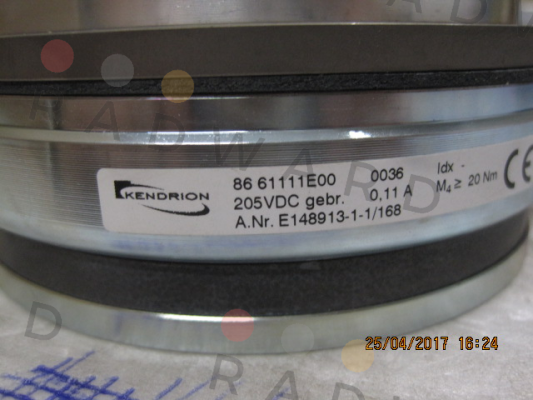 KENDRION
86 61111E00 0036 Idx -
205VDC gebr. 0,11 A M4 ≥ 20 Nm CE
A.Nr. E148913-1-1/168
25/04/2017 16:24
RADWARD